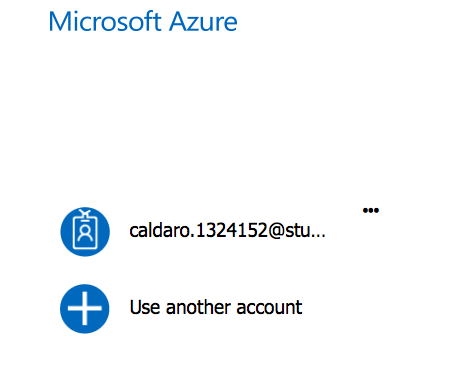 Microsoft Azure
•••
caldaro.1324152@stu...
Use another account